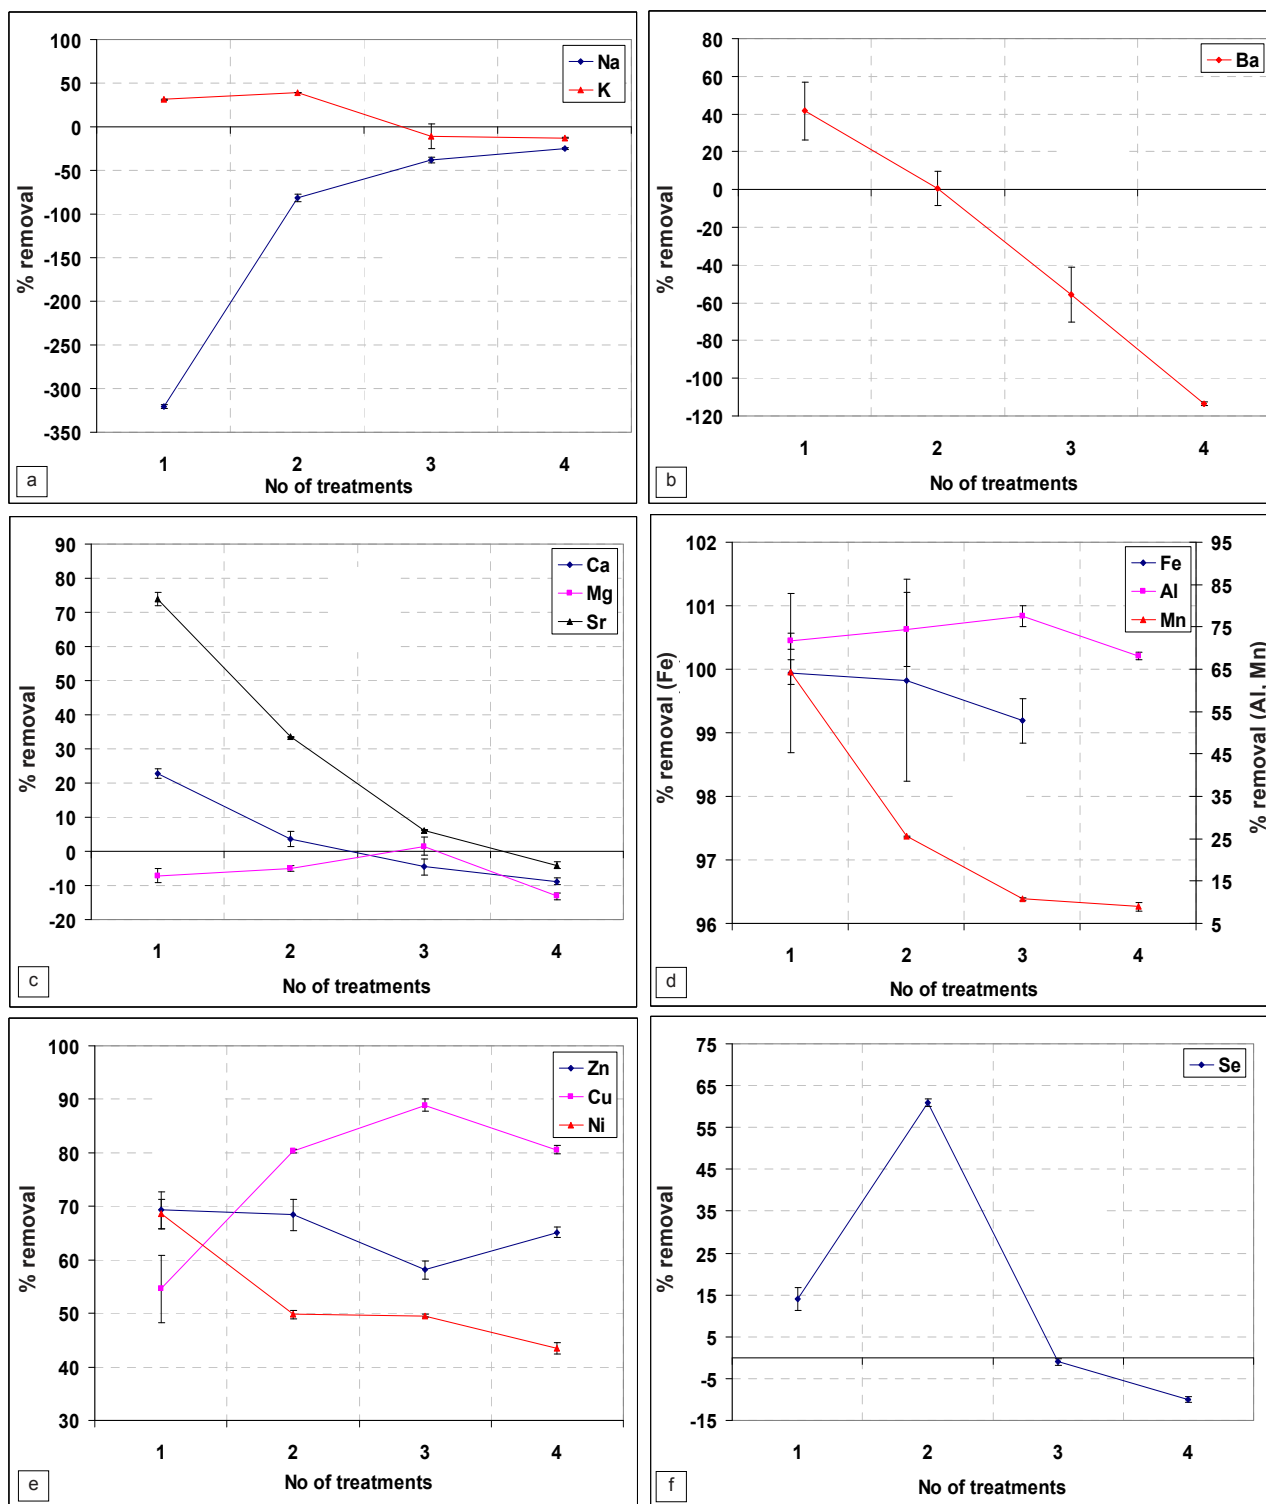 100
50
0
-50
-100
-150
-200
-250
-300
-350
% removal
Na
K
1 2 3 4
No of treatments
a
80
60
40
20
0
-20
-40
-60
-80
-100
-120
% removal
Ba
1 2 3 4
No of treatments
b
90
80
70
60
50
40
30
20
10
0
-10
-20
% removal
Ca
Mg
Sr
1 2 3 4
No of treatments
c
102
101
100
99
98
97
96
% removal (Fe)
Fe
Al
Mn
95
85
75
65
55
45
35
25
15
5
% removal (Al, Mn)
1 2 3 4
No of treatments
d
100
90
80
70
60
50
40
30
% removal
Zn
Cu
Ni
1 2 3 4
No of treatments
e
75
65
55
45
35
25
15
5
-5
-15
% removal
Se
1 2 3 4
No of treatments
f